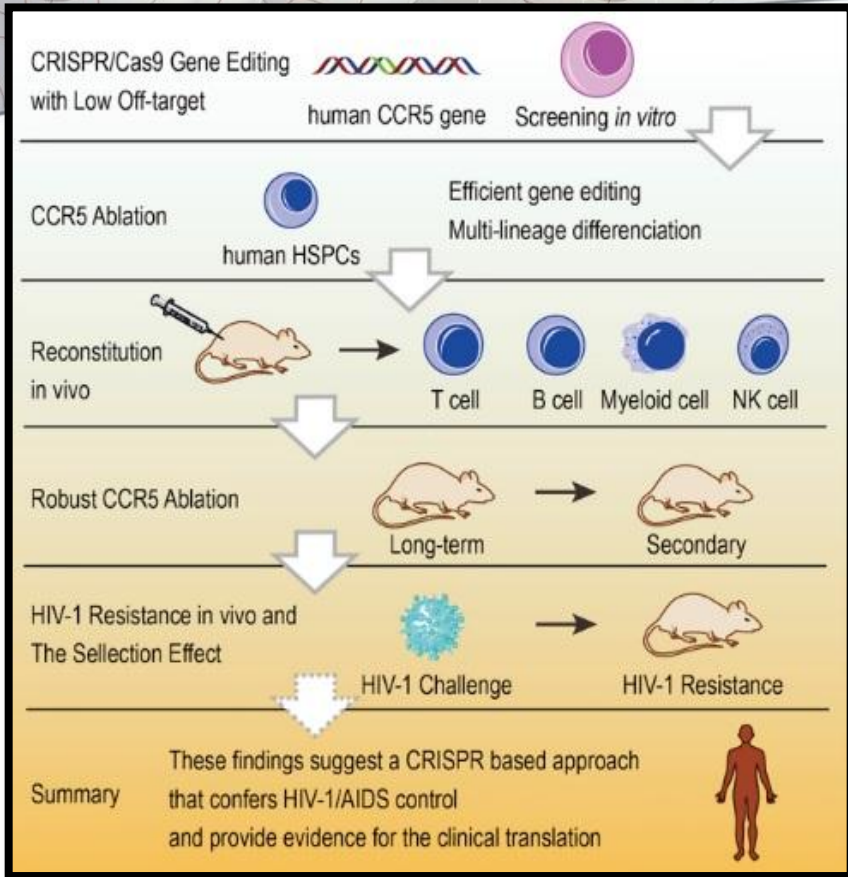 CRISPR/Cas9 Gene Editing
with Low Off-target
human CCR5 gene
Screening in vitro
CCR5 Ablation
human HSPCs
Efficient gene editing
Multi-lineage differenciation
Reconstitution
in vivo
T cell
B cell
Myeloid cell
NK cell
Robust CCR5 Ablation
Long-term
Secondary
HIV-1 Resistance in vivo and
The Sellection Effect
HIV-1 Challenge
HIV-1 Resistance
Summary
These findings suggest a CRISPR based approach
that confers HIV-1/AIDS control
and provide evidence for the clinical translation